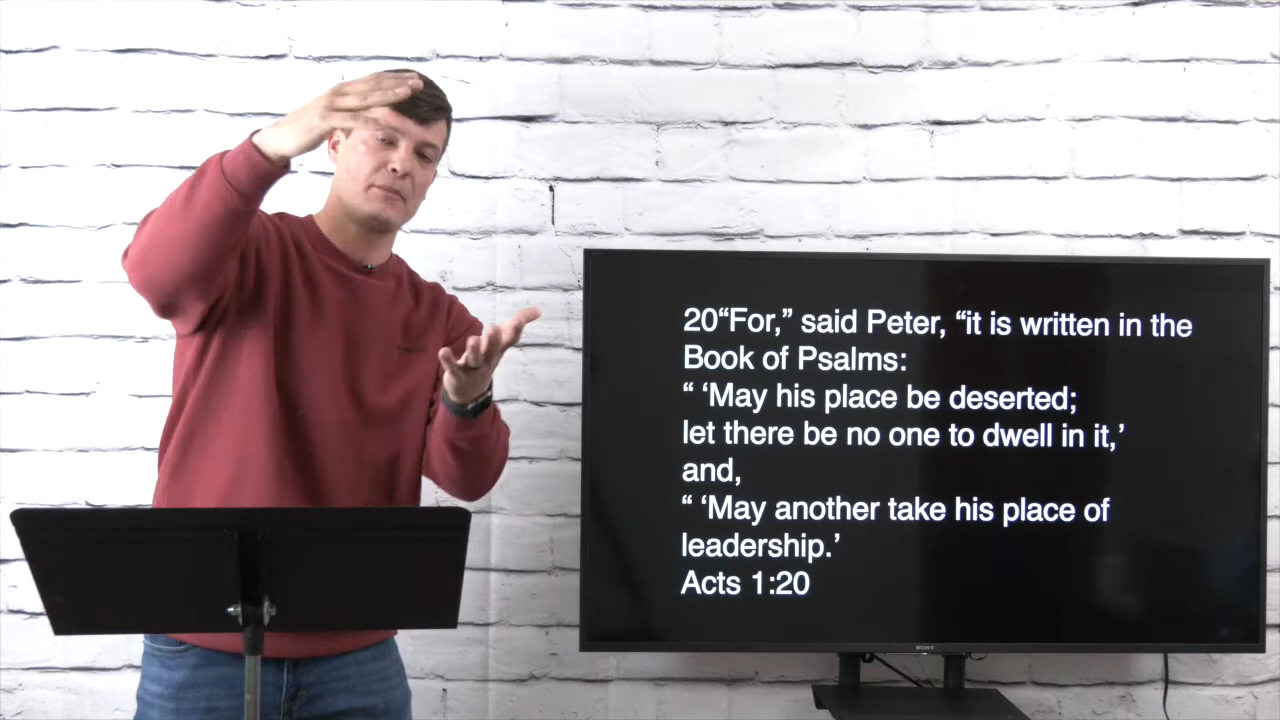 20“For,” said Peter, “it is written in the
Book of Psalms:
“ ‘May his place be deserted;
let there be no one to dwell in it,’
and,
“ ‘May another take his place of
leadership.’
Acts 1:20
SONY